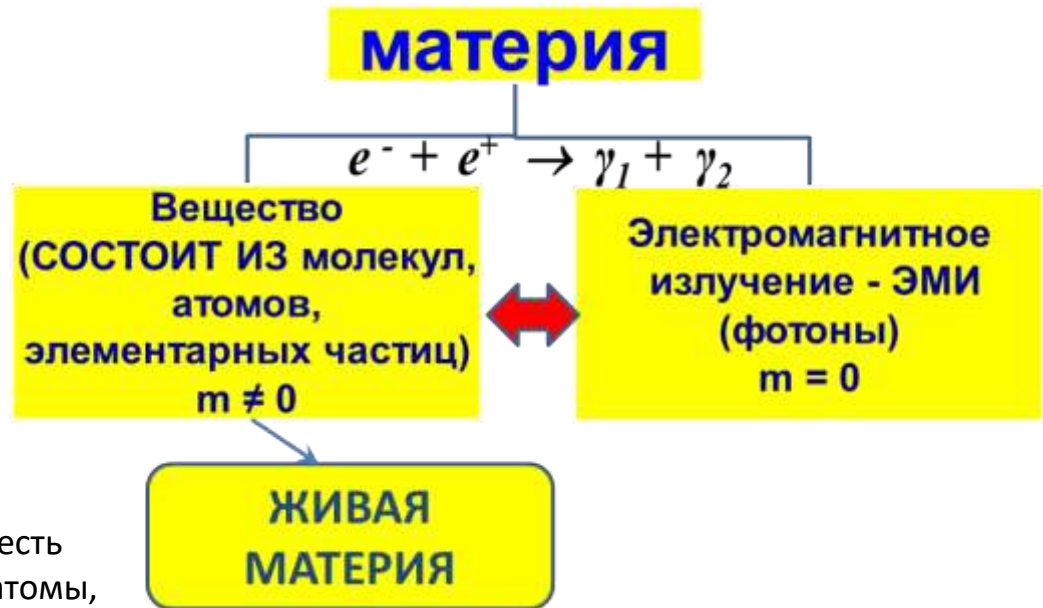 материя
e⁻ + e⁺ → γ₁ + γ₂
Вещество
(СОСТОИТ ИЗ молекул,
атомов,
элементарных частиц)
m ≠ 0
Электромагнитное
излучение - ЭМИ
(фотоны)
m = 0
ЖИВАЯ
МАТЕРИЯ
есть
томы,